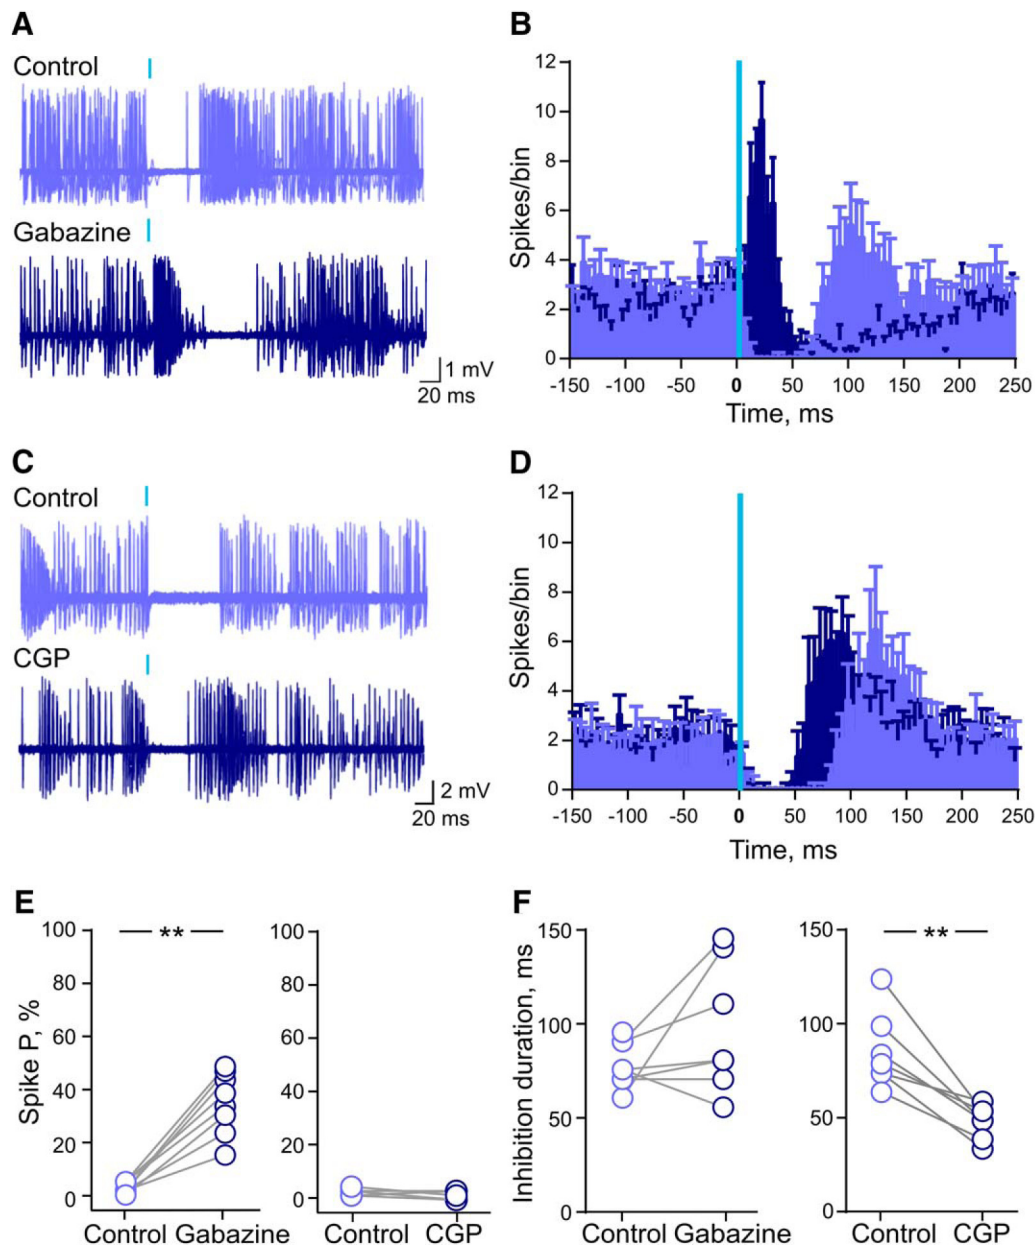 A
Control
Gabazine
1 mV
20 ms
B
Spikes/bin
12
10
8
6
4
2
0
-150 -100 -50 0 50 100 150 200 250
Time, ms
C
Control
CGP
2 mV
20 ms
D
Spikes/bin
12
10
8
6
4
2
0
-150 -100 -50 0 50 100 150 200 250
Time, ms
E
Spike P, %
100
80
60
40
20
0
**
Control Gabazine
100
80
60
40
20
0
Control CGP
F
Inhibition duration, ms
150
100
50
0
Control Gabazine
150
100
50
0
**
Control CGP